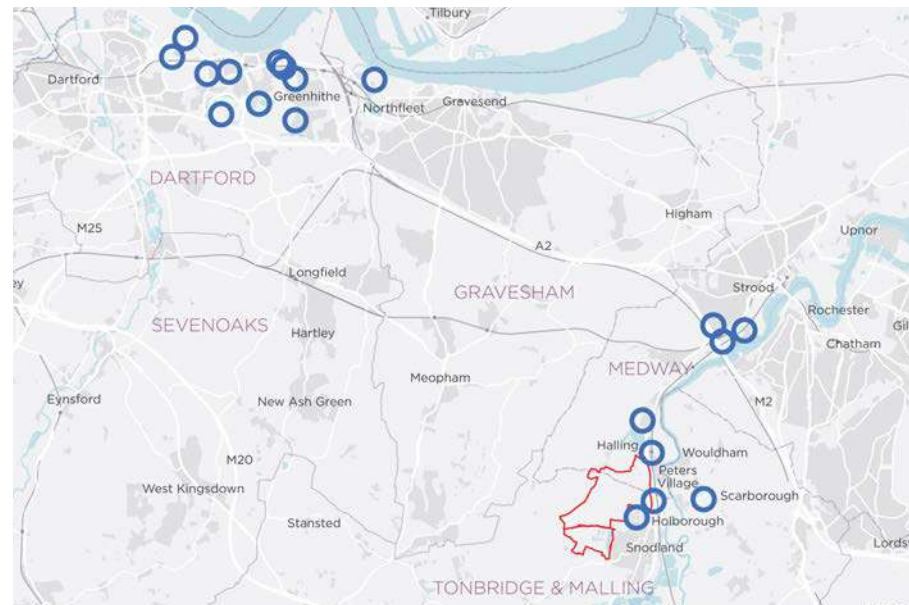 Tilbury
Dartford
Greenhithe
Northfleet
Gravesend
DARTFORD
Higham
M25
Upnor
A2
Longfield
Strood
GRAVESHAM
Rochester
SEVENOAKS
Hartley
Chatham
MEDWAY
Meopham
Eynsford
New Ash Green
M2
Halling
Wouldham
M20
Peters
Village
West Kingsdown
Scarborough
Stansted
Holborough
Snodland
TONBRIDGE & MALLING